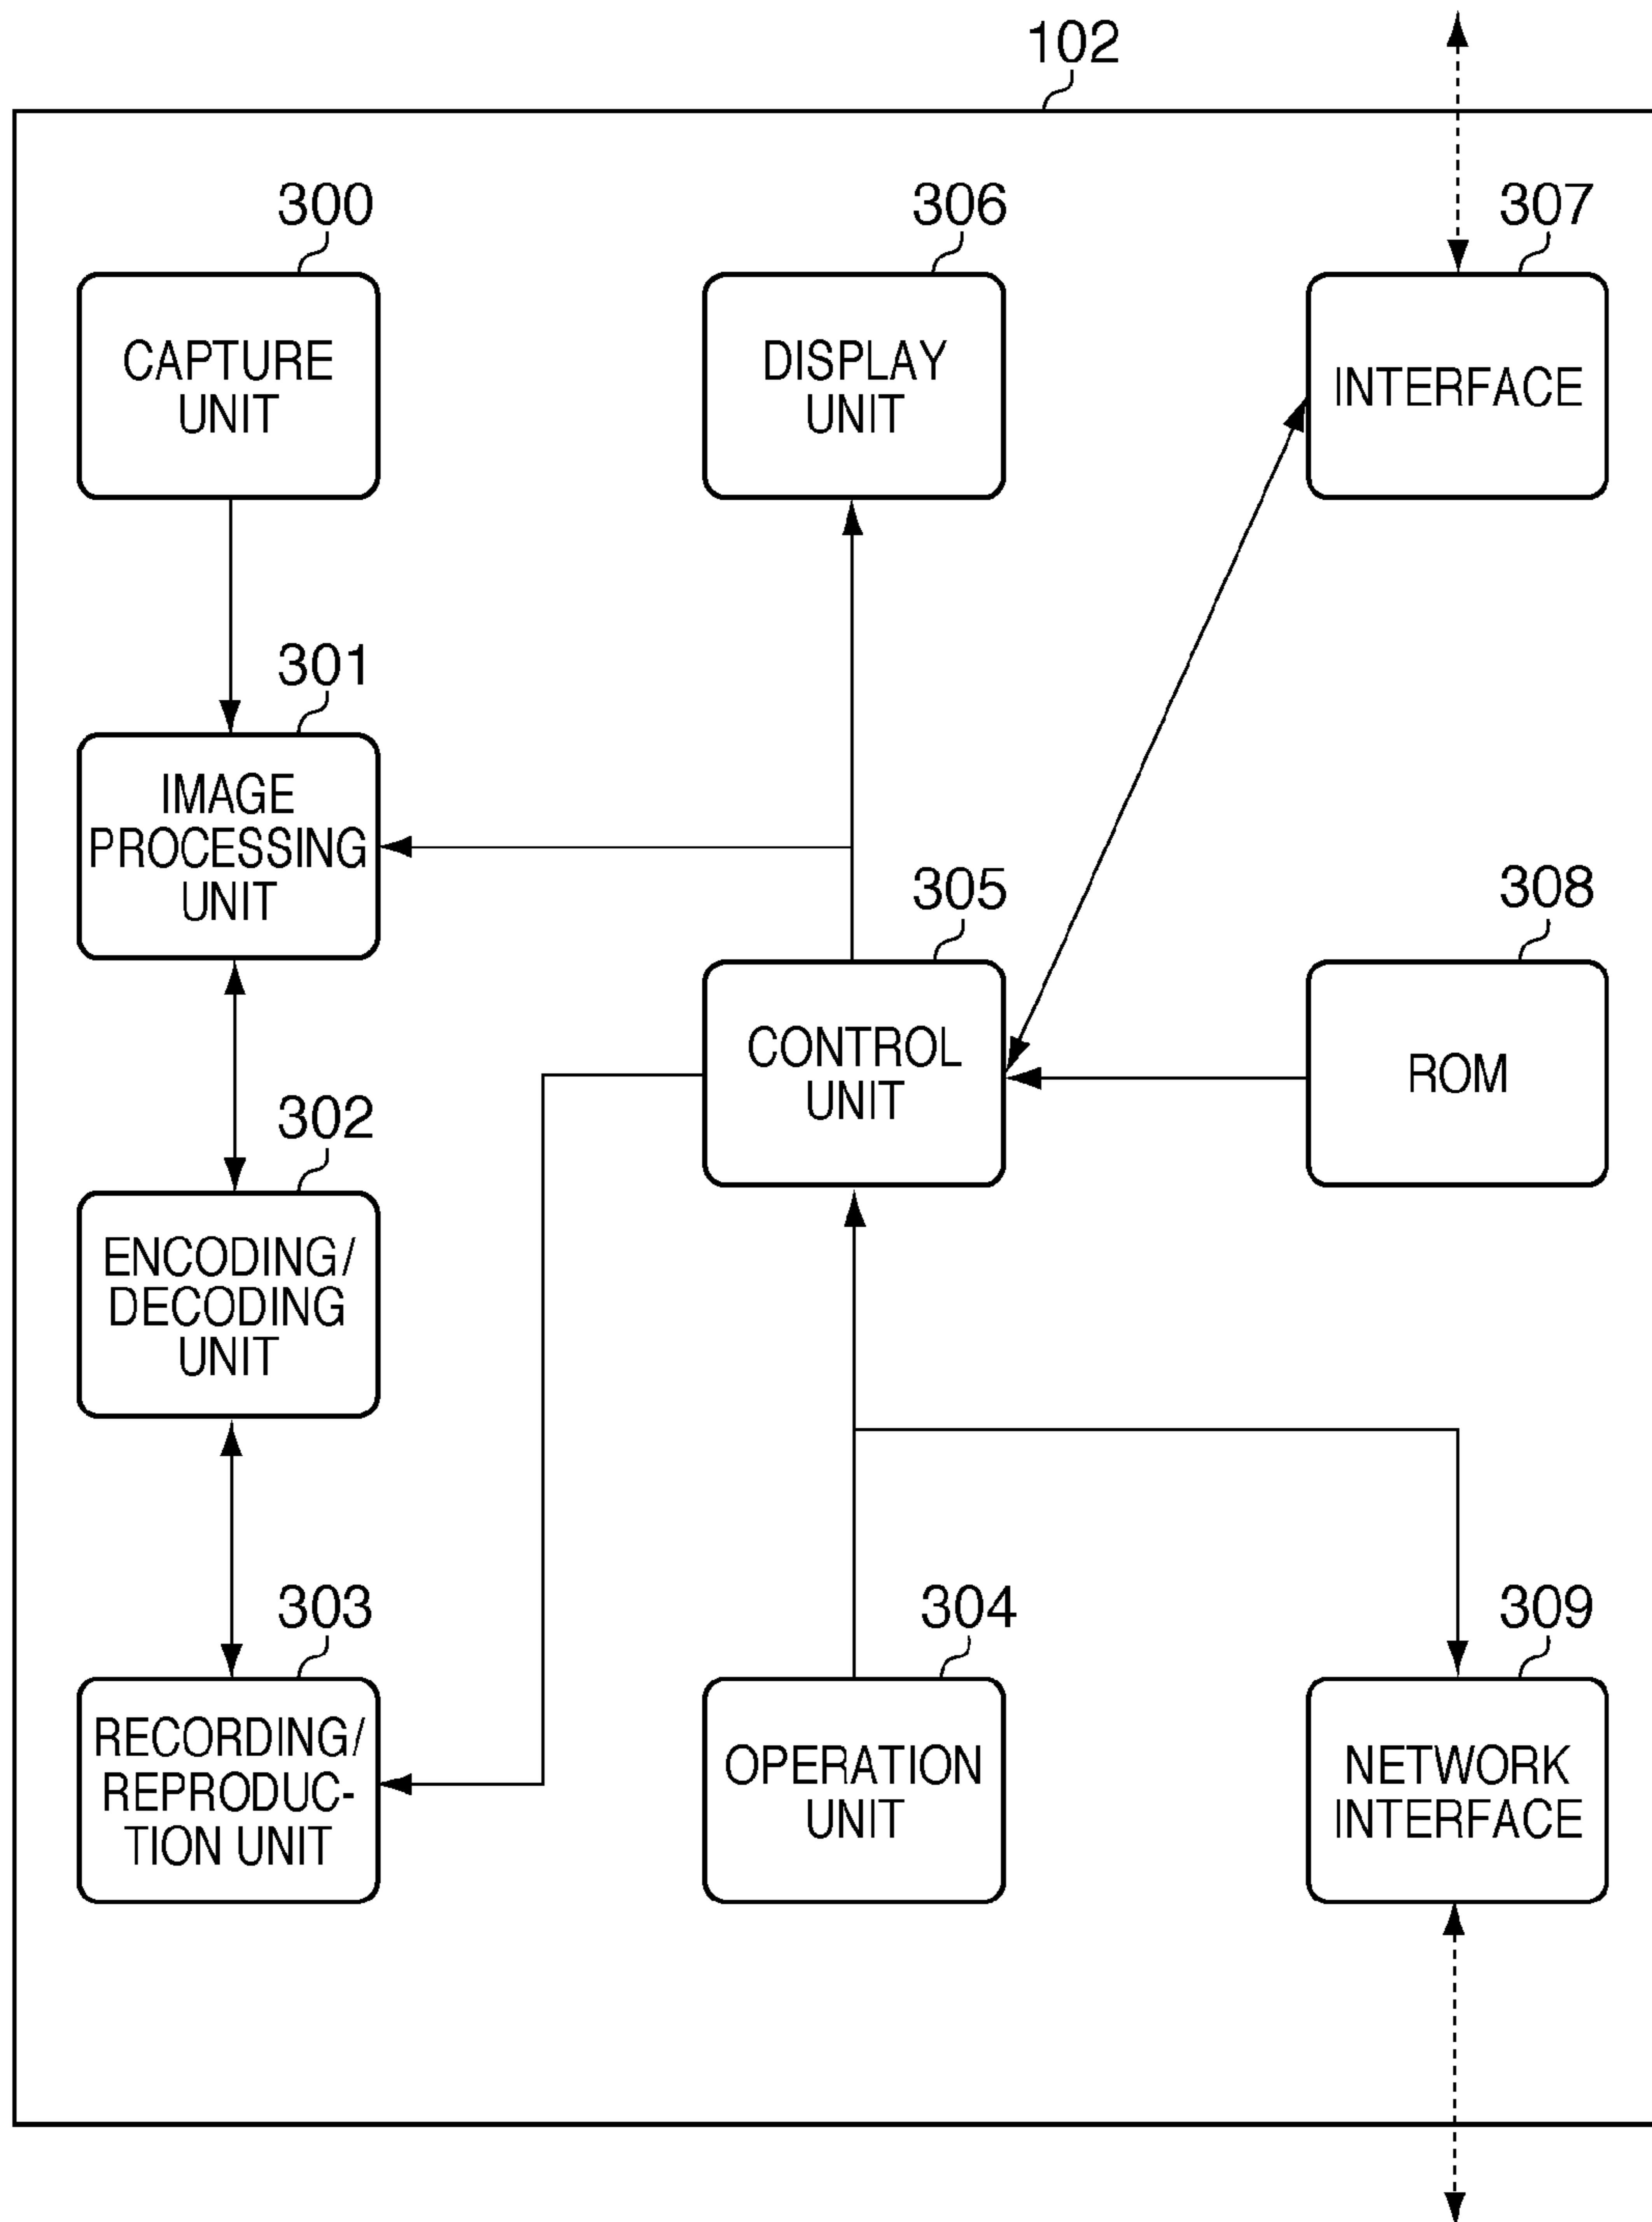 102
300
306
307
CAPTURE
UNIT
DISPLAY
UNIT
INTERFACE
301
IMAGE
PROCESSING
UNIT
305
308
CONTROL
UNIT
ROM
302
ENCODING/
DECODING
UNIT
303
304
309
RECORDING/
REPRODUC-
TION UNIT
OPERATION
UNIT
NETWORK
INTERFACE